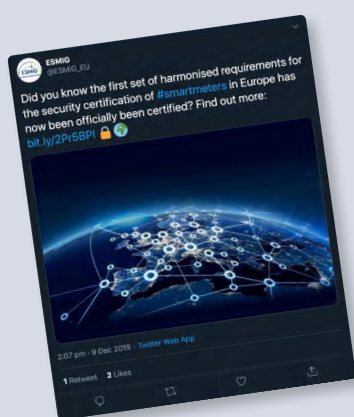 ESMIG
@ESMIG_EU
Did you know the first set of harmonised requirements for
the security certification of #smartmeters in Europe has
now been officially been certified? Find out more:
bit.ly/2Pr5BPI
2:07 pm · 9 Dec 2019 · Twitter Web App
1 Retweet 2 Likes